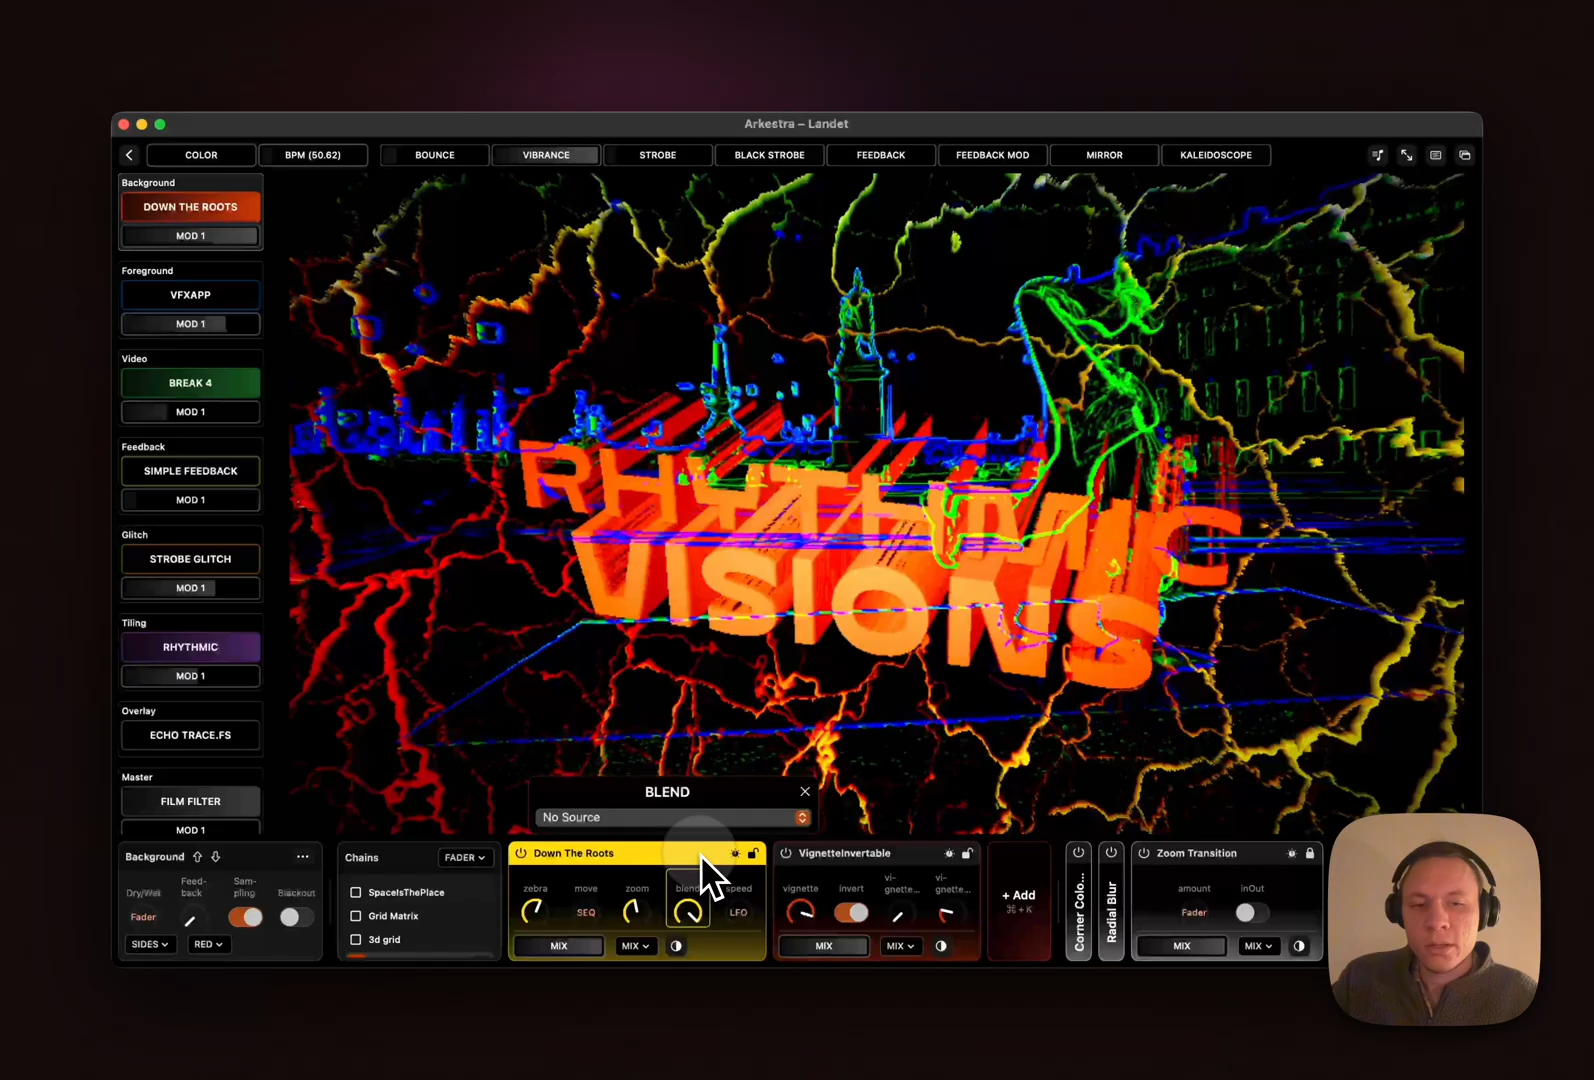 Arkestra – Landet
COLOR
BPM (50.62)
BOUNCE
VIBRANCE
STROBE
BLACK STROBE
FEEDBACK
FEEDBACK MOD
MIRROR
KALEIDOSCOPE
Background
DOWN THE ROOTS
MOD 1
Foreground
VFXAPP
MOD 1
Video
BREAK 4
MOD 1
Feedback
SIMPLE FEEDBACK
MOD 1
Glitch
STROBE GLITCH
MOD 1
Tiling
RHYTHMIC
MOD 1
Overlay
ECHO TRACE.FS
Master
FILM FILTER
MOD 1
RHYTHMIC
VISIONS
BLEND
No Source
Background
Dry/Wet
Feed-
back
Sam-
pling
Blackout
Fader
SIDES
RED
Chains
FADER
SpaceIsThePlace
Grid Matrix
3d grid
Down The Roots
zebra
move
zoom
blend
speed
SEQ
LFO
MIX
MIX
VignetteInvertable
vignette
invert
vi-
gnette...
vi-
gnette...
MIX
MIX
+ Add
⌘+K
Corner Colo...
Radial Blur
Zoom Transition
amount
inOut
Fader
MIX
MIX